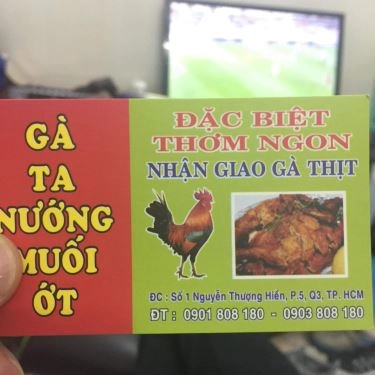 GÀ
TA
NƯỚNG
MUỐI
ỚT
ĐẶC BIỆT
THƠM NGON
NHẬN GIAO GÀ THỊT
ĐC : Số 1 Nguyễn Thượng Hiền, P.5, Q3, TP. HCM
ĐT : 0901 808 180 - 0903 808 180